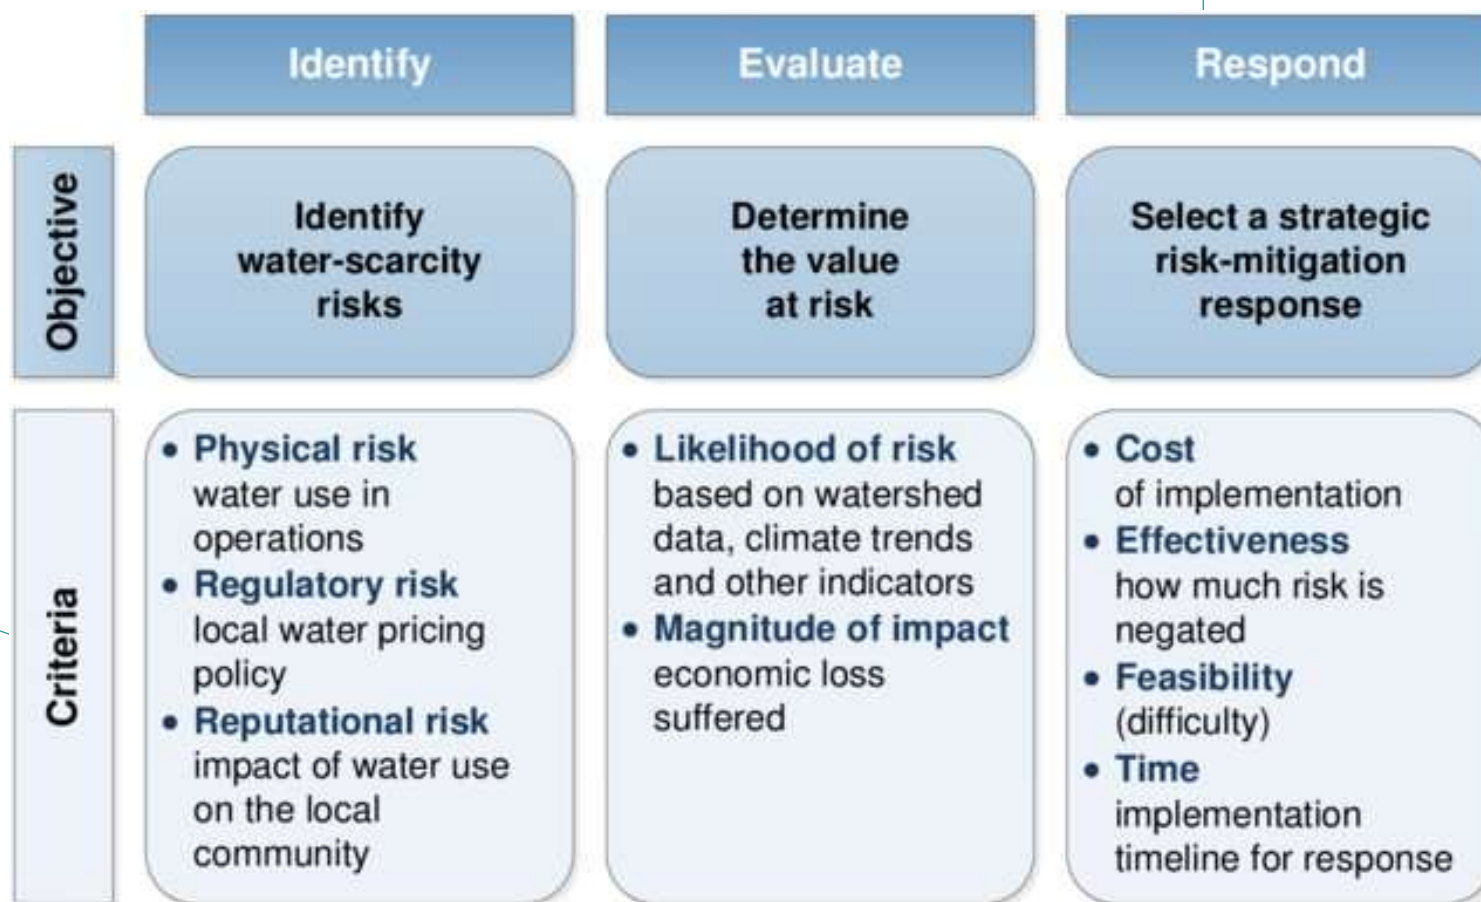 Identify
Evaluate
Respond
Objective
Identify
water-scarcity
risks
Determine
the value
at risk
Select a strategic
risk-mitigation
response
Criteria
• Physical risk
water use in
operations
• Regulatory risk
local water pricing
policy
• Reputational risk
impact of water use
on the local
community
• Likelihood of risk
based on watershed
data, climate trends
and other indicators
• Magnitude of impact
economic loss
suffered
• Cost
of implementation
• Effectiveness
how much risk is
negated
• Feasibility
(difficulty)
• Time
implementation
timeline for response